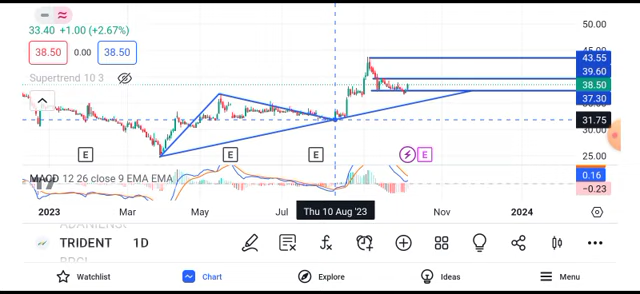 33.40 +1.00 (+2.67%)
38.50 0.00 38.50
Supertrend 10 3
50.00
45.00
43.55
39.60
38.50
37.30
31.75
30.00
25.00
E E E E
MACD 12 26 close 9 EMA EMA
0.16
−0.23
2023 Mar May Jul Thu 10 Aug '23 Nov 2024
TRIDENT 1D
Watchlist Chart Explore Ideas Menu